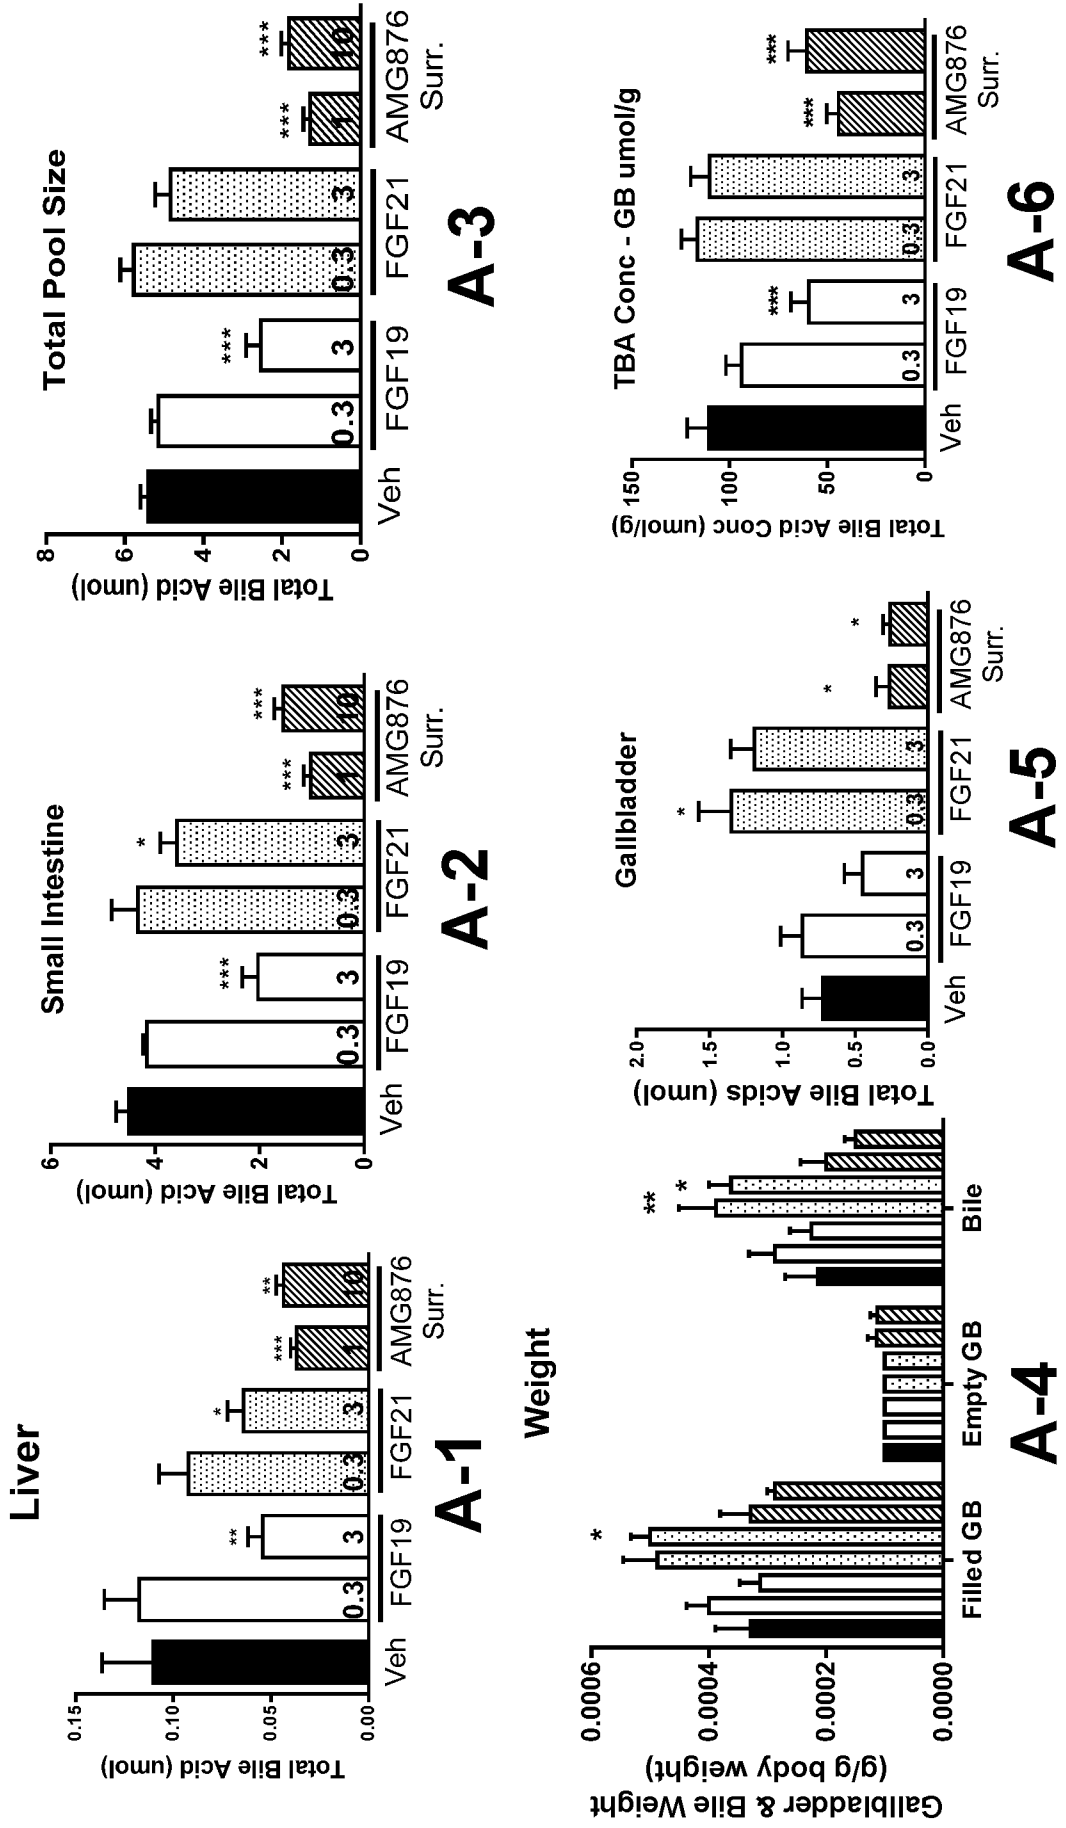 Liver
Total Bile Acid (umol)
0.15
0.10
0.05
0.00
**
***
*
**
0.3
3
0.3
3
1
10
Veh
FGF19
FGF21
AMG876
Surr.
A-1
Small Intestine
Total Bile Acid (umol)
6
4
2
0
***
*
***
***
0.3
3
0.3
3
1
10
Veh
FGF19
FGF21
AMG876
Surr.
A-2
Total Pool Size
Total Bile Acid (umol)
8
6
4
2
0
***
***
***
0.3
3
0.3
3
1
10
Veh
FGF19
FGF21
AMG876
Surr.
A-3
Weight
Gallbladder & Bile Weight
(g/g body weight)
0.0006
0.0004
0.0002
0.0000
*
**
*
Filled GB
Empty GB
Bile
A-4
Gallbladder
Total Bile Acids (umol)
2.0
1.5
1.0
0.5
0.0
*
*
*
0.3
3
0.3
3
Veh
FGF19
FGF21
AMG876
Surr.
A-5
TBA Conc - GB umol/g
Total Bile Acid Conc (umol/g)
150
100
50
0
***
***
***
0.3
3
0.3
3
Veh
FGF19
FGF21
AMG876
Surr.
A-6